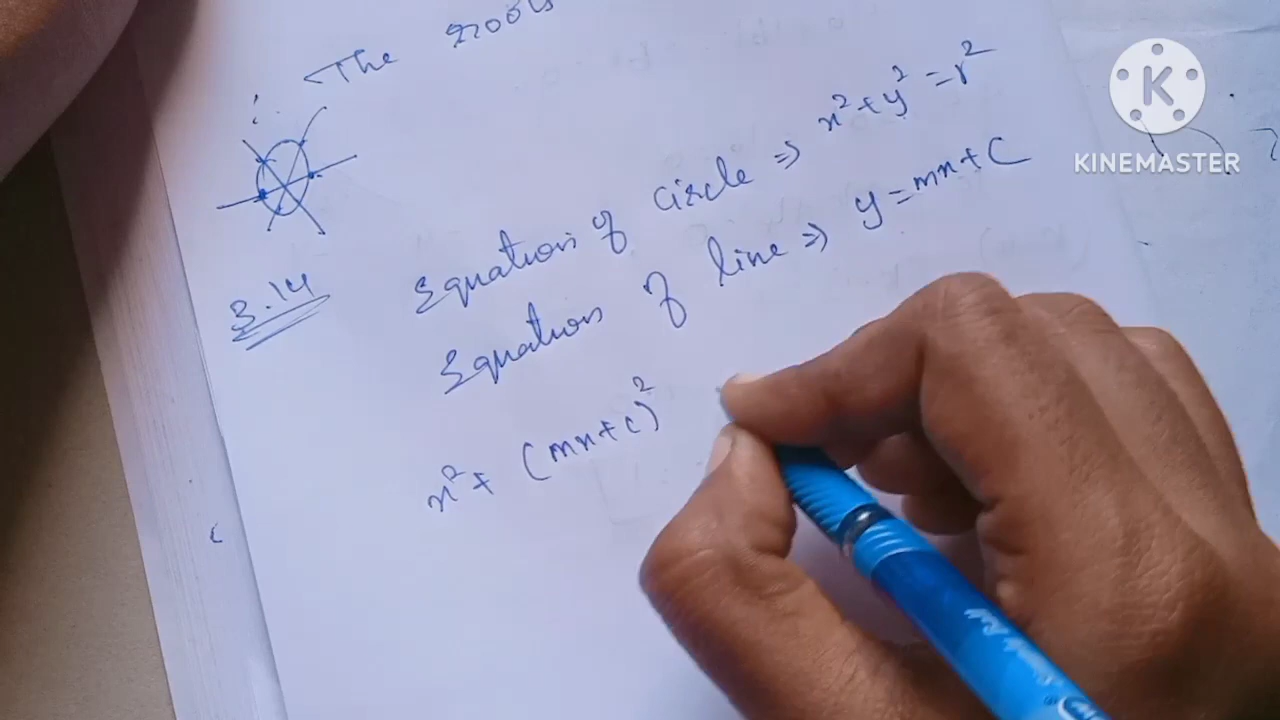 The roots
Equation of circle ⇒ x²+y²=r²
3.14
Equation of line ⇒ y=mx+C
x²+ (mx+c)²
K
KINEMASTER